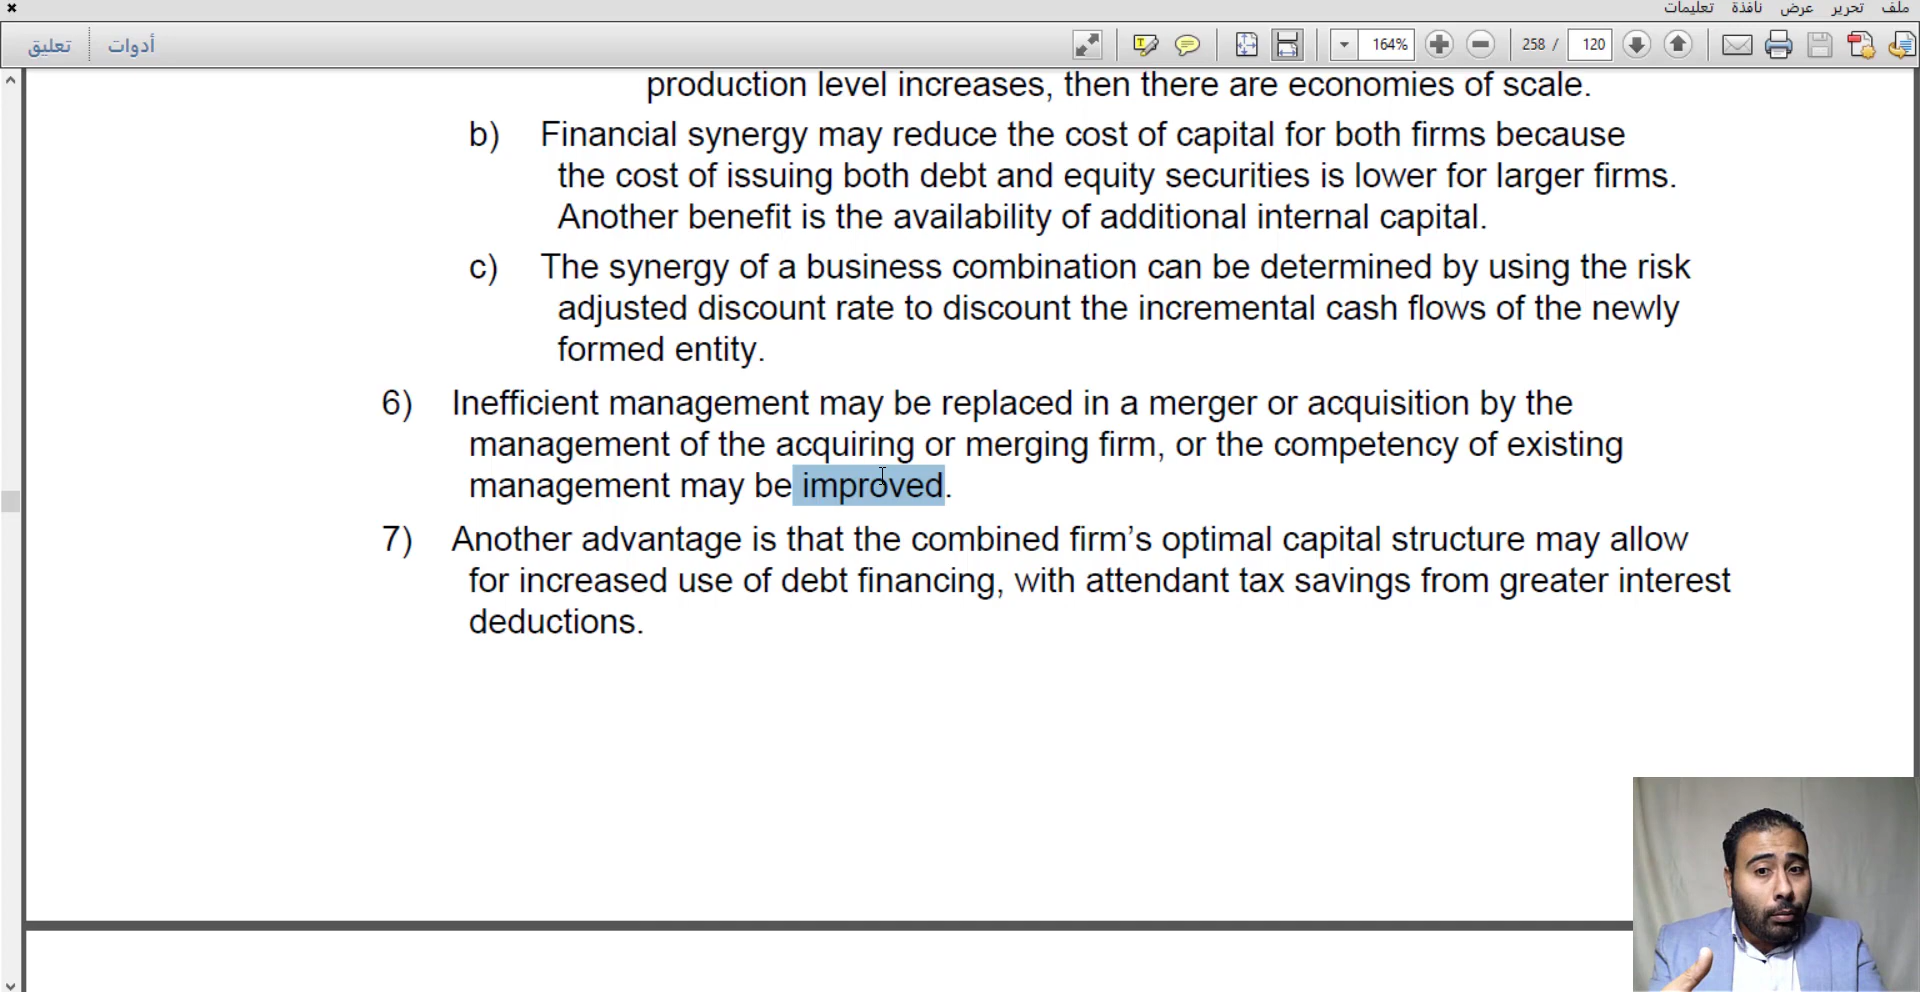 ملف تحرير عرض نافذة تعليمات
تعليق أدوات 164% 258 / 120
production level increases, then there are economies of scale.
b) Financial synergy may reduce the cost of capital for both firms because
the cost of issuing both debt and equity securities is lower for larger firms.
Another benefit is the availability of additional internal capital.
c) The synergy of a business combination can be determined by using the risk
adjusted discount rate to discount the incremental cash flows of the newly
formed entity.
6) Inefficient management may be replaced in a merger or acquisition by the
management of the acquiring or merging firm, or the competency of existing
management may be improved.
7) Another advantage is that the combined firm’s optimal capital structure may allow
for increased use of debt financing, with attendant tax savings from greater interest
deductions.